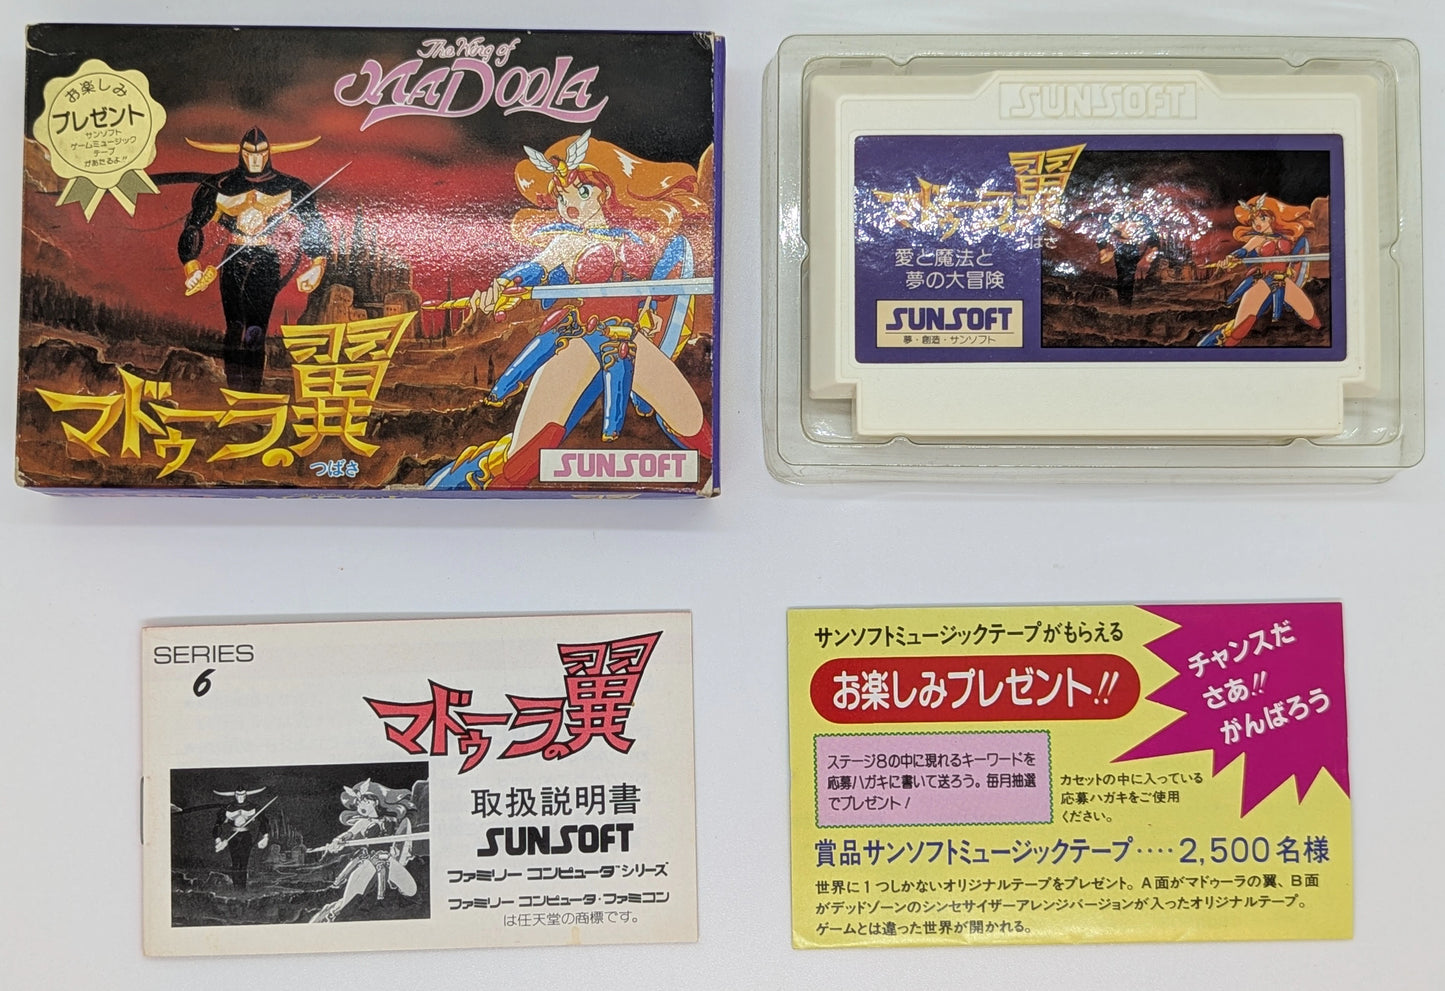 The Wing of
MADOOLA
お楽しみ
プレゼント
サンソフト
ゲームミュージック
テープ
があたるよ!!
マドゥーラの翼
つばさ
SUNSOFT
SUNSOFT
マドゥーラの翼
つばさ
愛と魔法と
夢の大冒険
SUNSOFT
夢・創造・サンソフト
SERIES
6
マドゥーラの翼
取扱説明書
SUNSOFT
ファミリー コンピュータ™シリーズ
ファミリー コンピュータ・ファミコン
は任天堂の商標です。
サンソフトミュージックテープがもらえる
お楽しみプレゼント!!
チャンスだ
さあ!!
がんばろう
ステージ8の中に現れるキーワードを
応募ハガキに書いて送ろう。毎月抽選
でプレゼント!
カセットの中に入っている
応募ハガキをご使用
ください。
賞品サンソフトミュージックテープ････2,500名様
世界に1つしかないオリジナルテープをプレゼント。A面がマドゥーラの翼、B面
がデッドゾーンのシンセサイザーアレンジバージョンが入ったオリジナルテープ。
ゲームとは違った世界が開かれる。